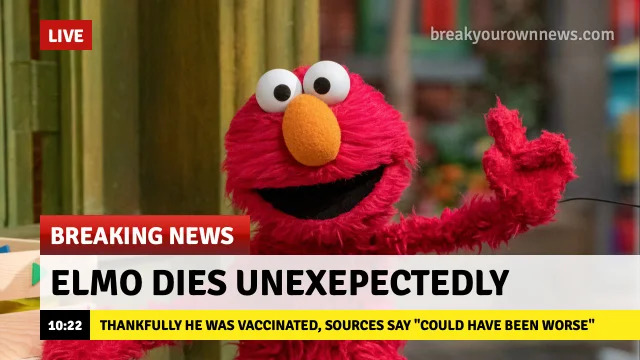 LIVE
breakyourownnews.com
BREAKING NEWS
ELMO DIES UNEXEPECTEDLY
10:22 THANKFULLY HE WAS VACCINATED, SOURCES SAY "COULD HAVE BEEN WORSE"